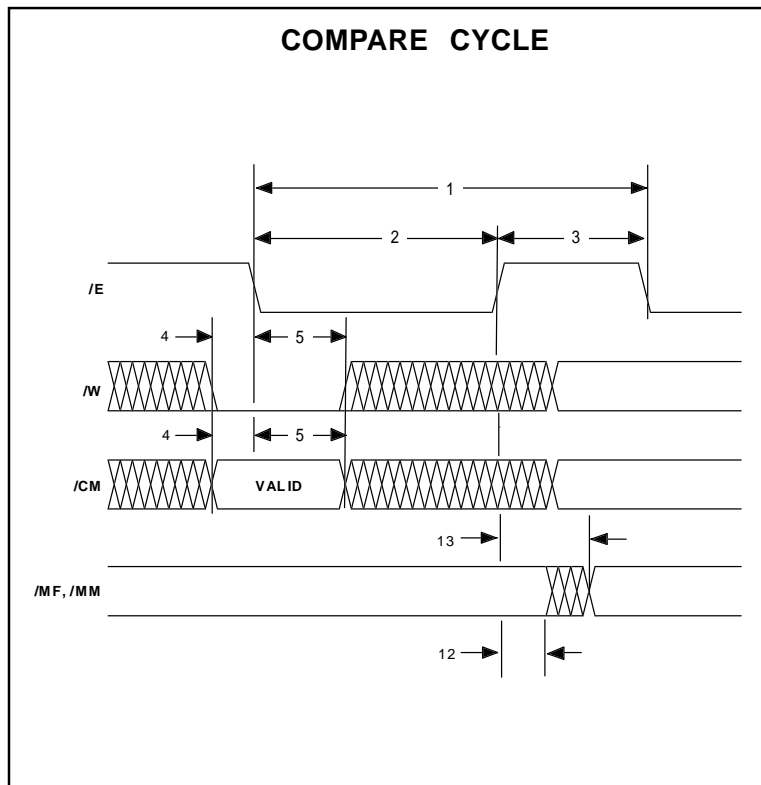 COMPARE CYCLE
1
2 3
/E
4 5
/W
4 5
/CM VALID
13
/MF, /MM
12